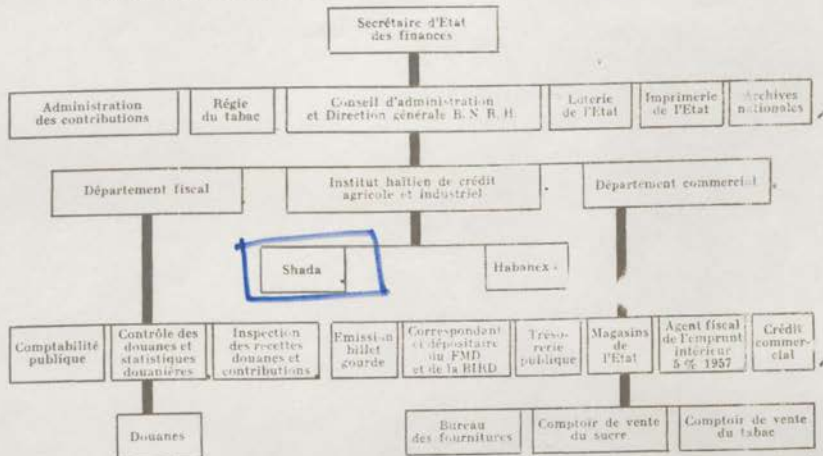 Secrétaire d'Etat
des finances
Administration
des contributions
Régie
du tabac
Conseil d'administration
et Direction générale B. N. R. H.
Loterie
de l'Etat
Imprimerie
de l'Etat
Archives
nationales
Département fiscal
Institut haïtien de crédit
agricole et industriel
Département commercial
Shada
Habanex
Comptabilité
publique
Contrôle des
douanes et
statistiques
douanières
Inspection
des recettes
douanes et
contributions
Emission
billet
gourde
Correspondant
et dépositaire
du FMD
et de la BIRD
Tréso-
rerie
publique
Magasins
de
l'Etat
Agent fiscal
de l'emprunt
intérieur
5 % 1957
Crédit
commer-
cial
Douanes
Bureau
des fournitures
Comptoir de vente
du sucre
Comptoir de vente
du tabac